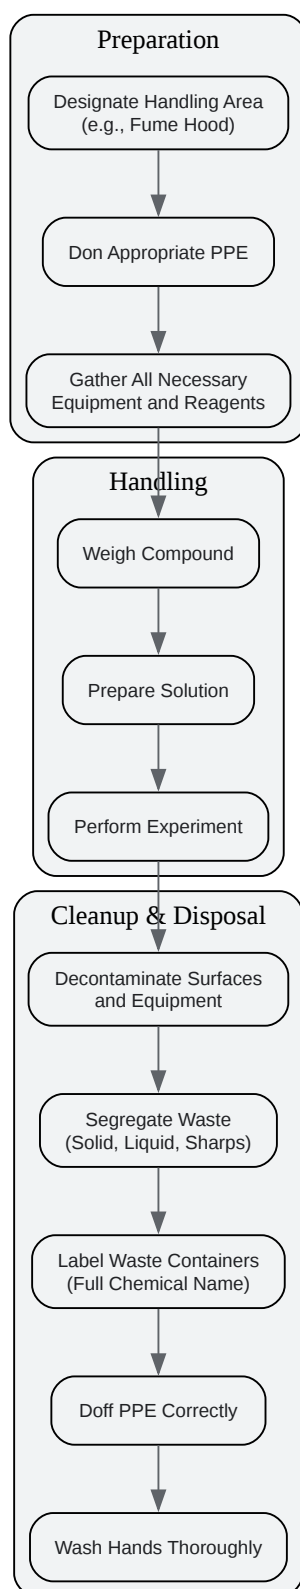 Preparation
Designate Handling Area
(e.g., Fume Hood)
Don Appropriate PPE
Gather All Necessary
Equipment and Reagents
Handling
Weigh Compound
Prepare Solution
Perform Experiment
Cleanup & Disposal
Decontaminate Surfaces
and Equipment
Segregate Waste
(Solid, Liquid, Sharps)
Label Waste Containers
(Full Chemical Name)
Doff PPE Correctly
Wash Hands Thoroughly